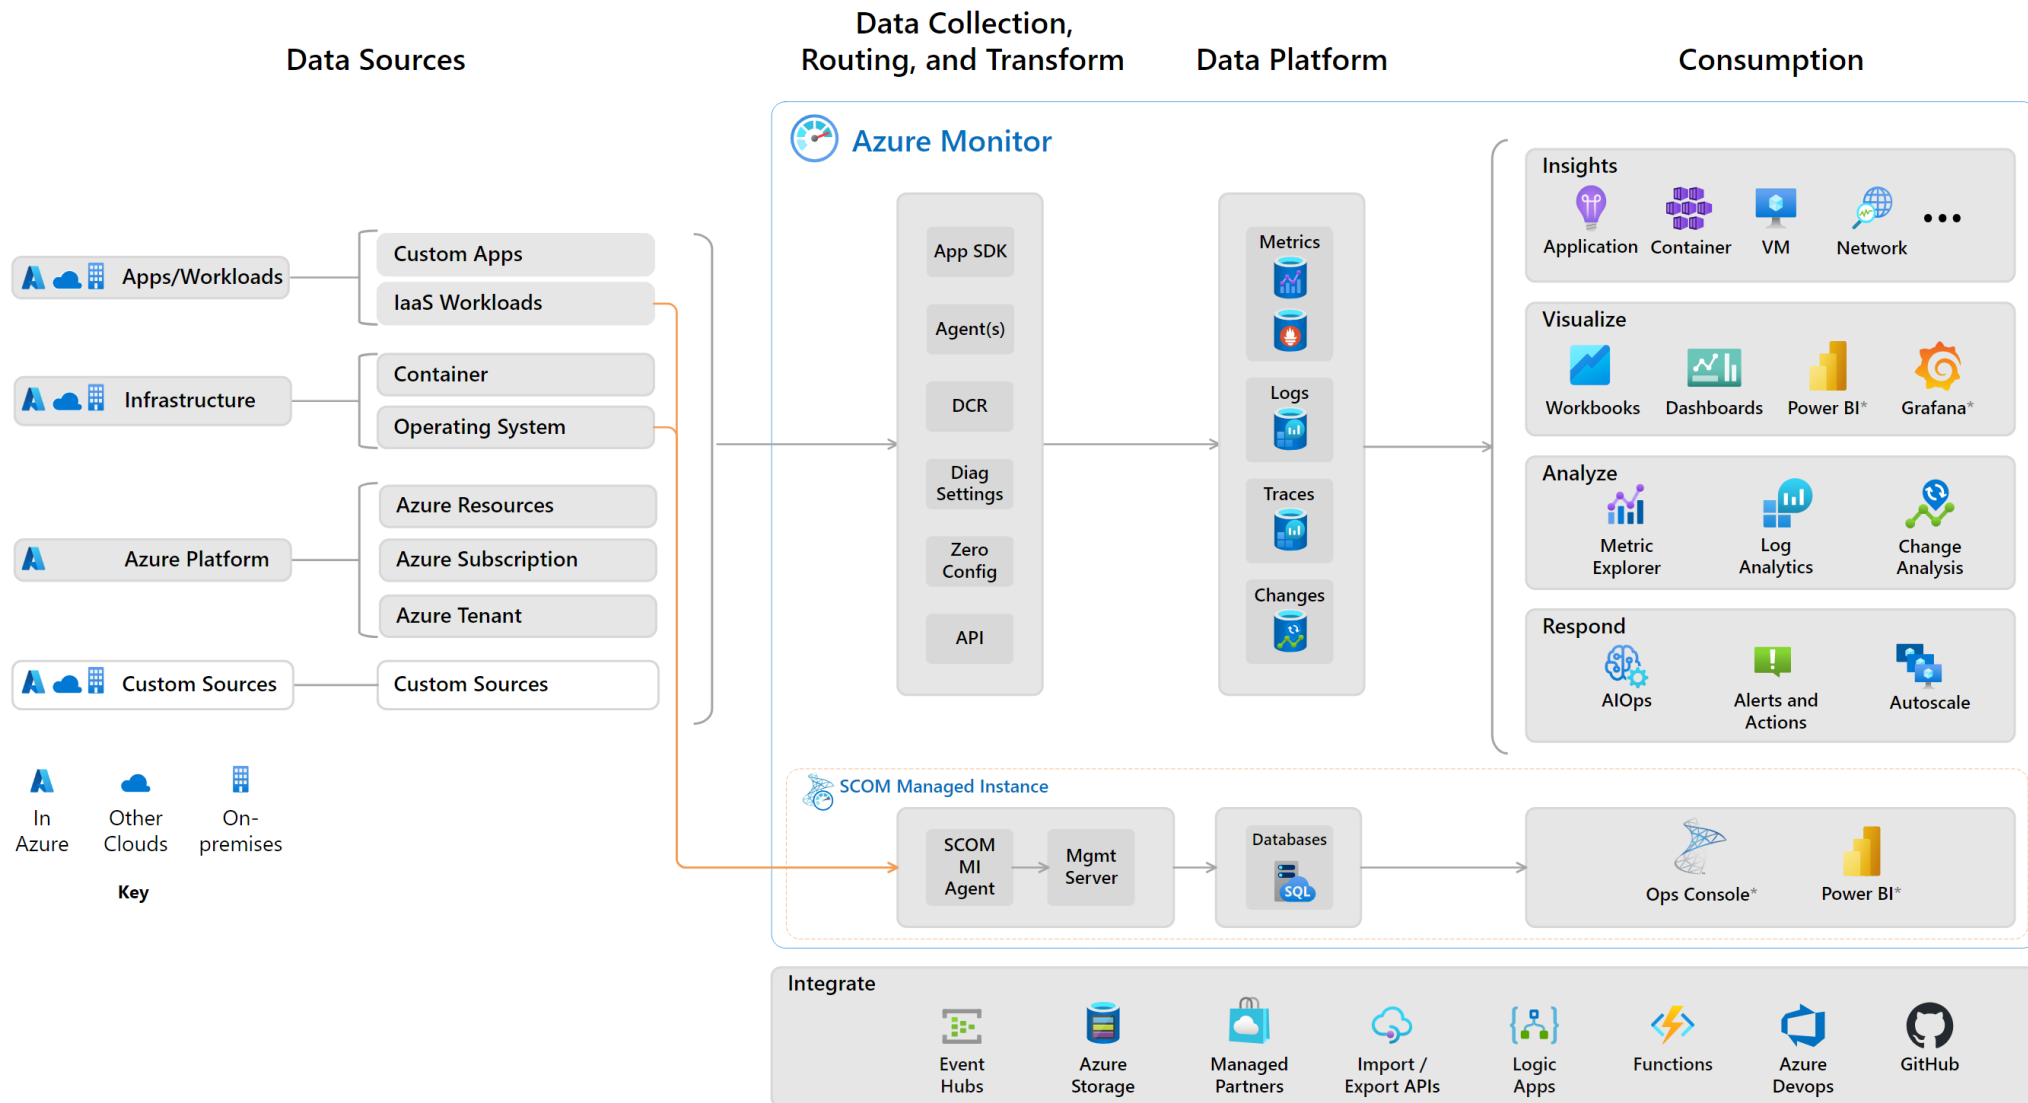 Data Sources
Data Collection,
Routing, and Transform
Data Platform
Consumption
Azure Monitor
Apps/Workloads
Custom Apps
IaaS Workloads
Infrastructure
Container
Operating System
Azure Platform
Azure Resources
Azure Subscription
Azure Tenant
Custom Sources
Custom Sources
In
Azure
Other
Clouds
On-
premises
Key
App SDK
Agent(s)
DCR
Diag
Settings
Zero
Config
API
Metrics
Logs
Traces
Changes
Insights
Application
Container
VM
Network
...
Visualize
Workbooks
Dashboards
Power BI*
Grafana*
Analyze
Metric
Explorer
Log
Analytics
Change
Analysis
Respond
AIOps
Alerts and
Actions
Autoscale
SCOM Managed Instance
SCOM
MI
Agent
Mgmt
Server
Databases
SQL
Ops Console*
Power BI*
Integrate
Event
Hubs
Azure
Storage
Managed
Partners
Import /
Export APIs
Logic
Apps
Functions
Azure
Devops
GitHub